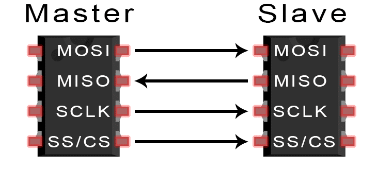 Master Slave
MOSI MOSI
MISO MISO
SCLK SCLK
SS/CS SS/CS